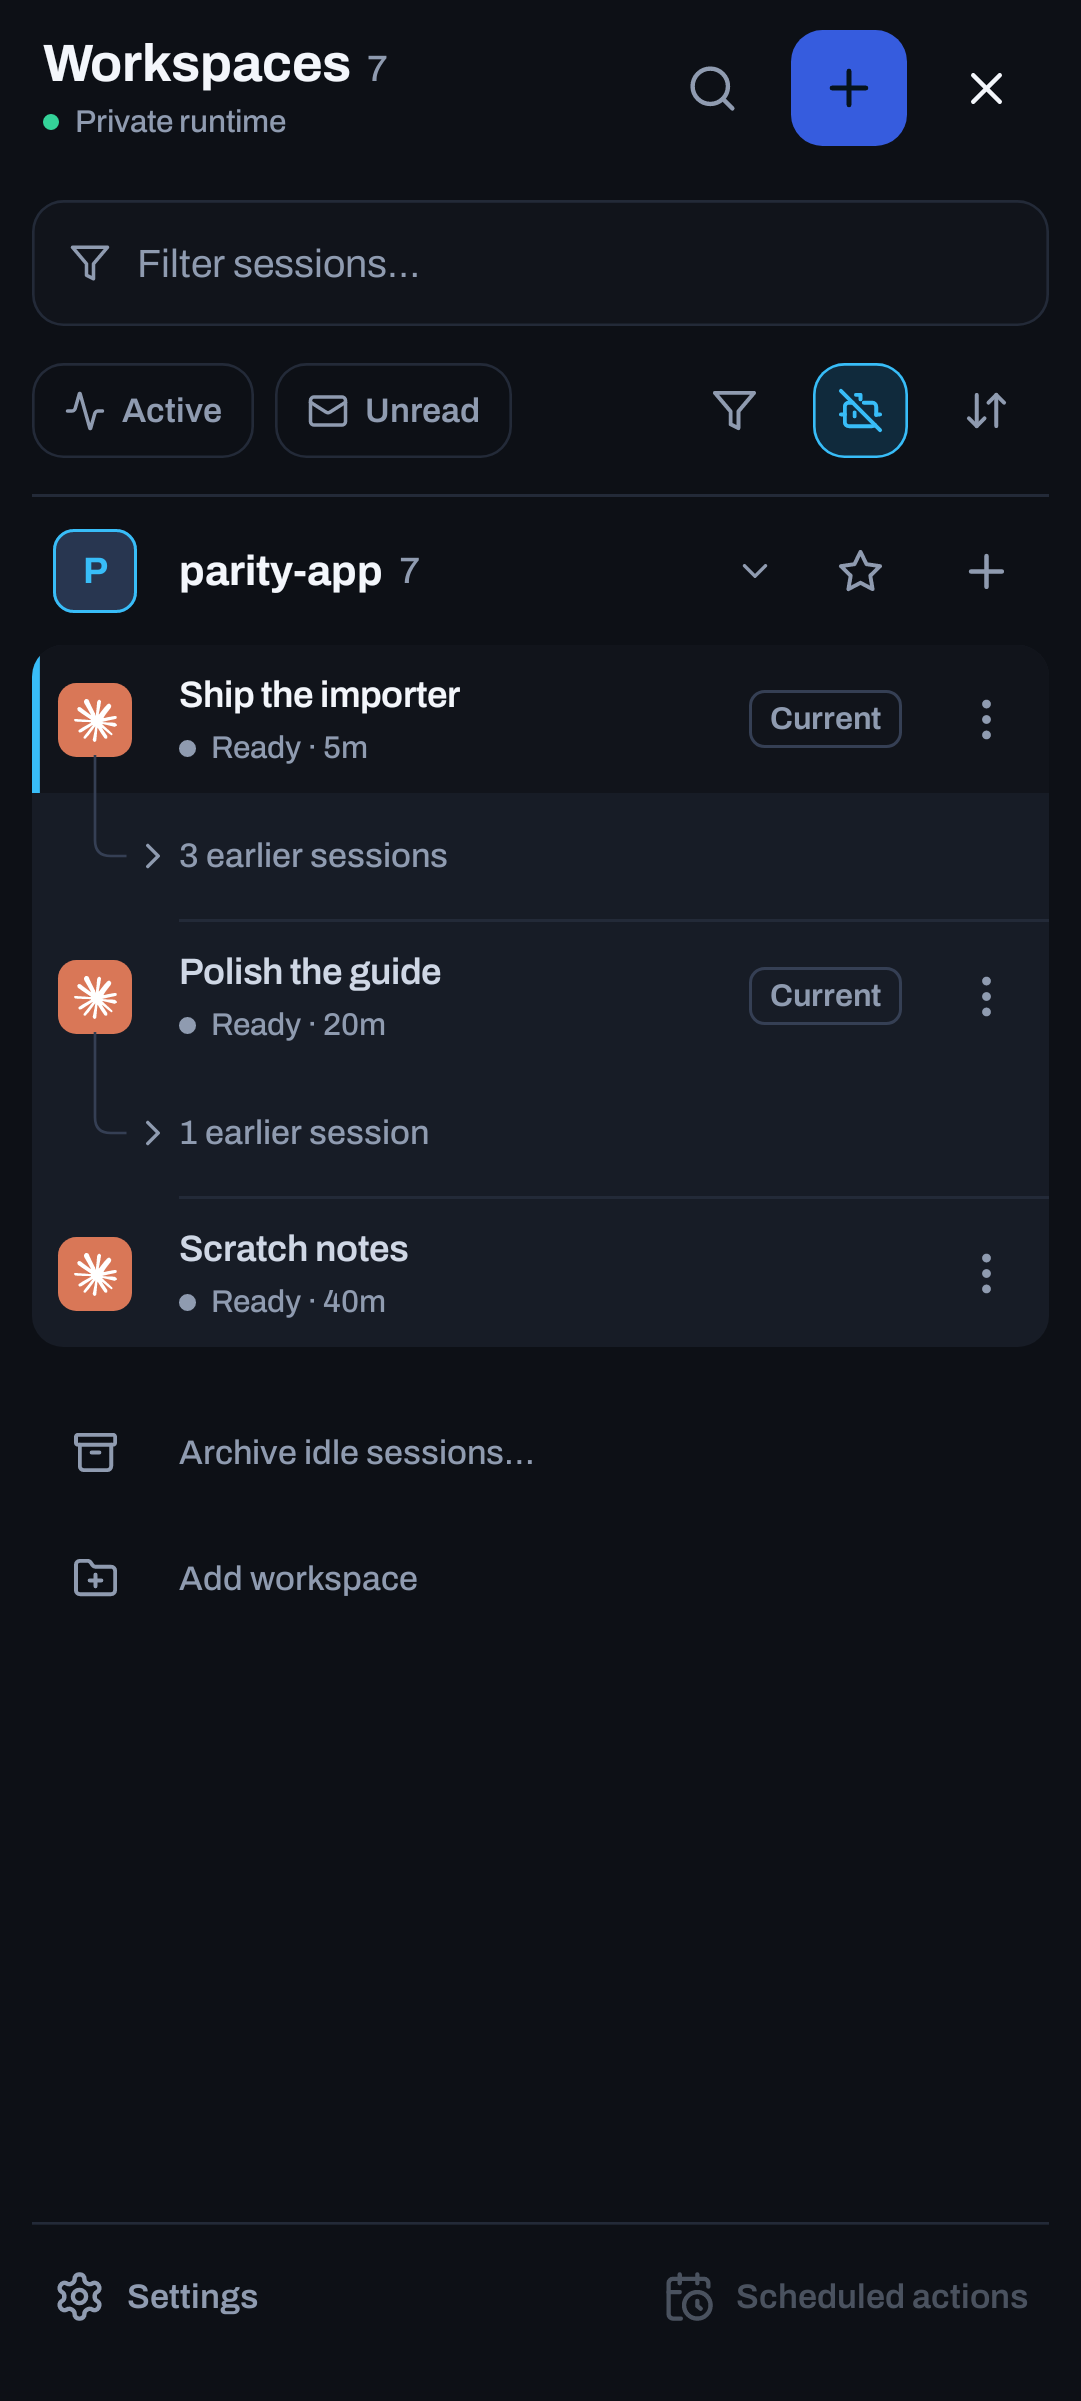 Workspaces 7
Private runtime
Filter sessions...
Active
Unread
P
parity-app 7
Ship the importer
Ready · 5m
Current
3 earlier sessions
Polish the guide
Ready · 20m
Current
1 earlier session
Scratch notes
Ready · 40m
Archive idle sessions...
Add workspace
Settings
Scheduled actions